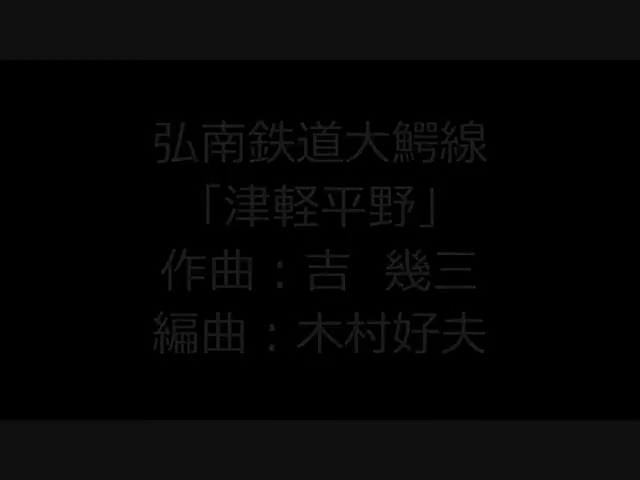 弘南鉄道大鰐線
「津軽平野」
作曲：吉　幾三
編曲：木村好夫